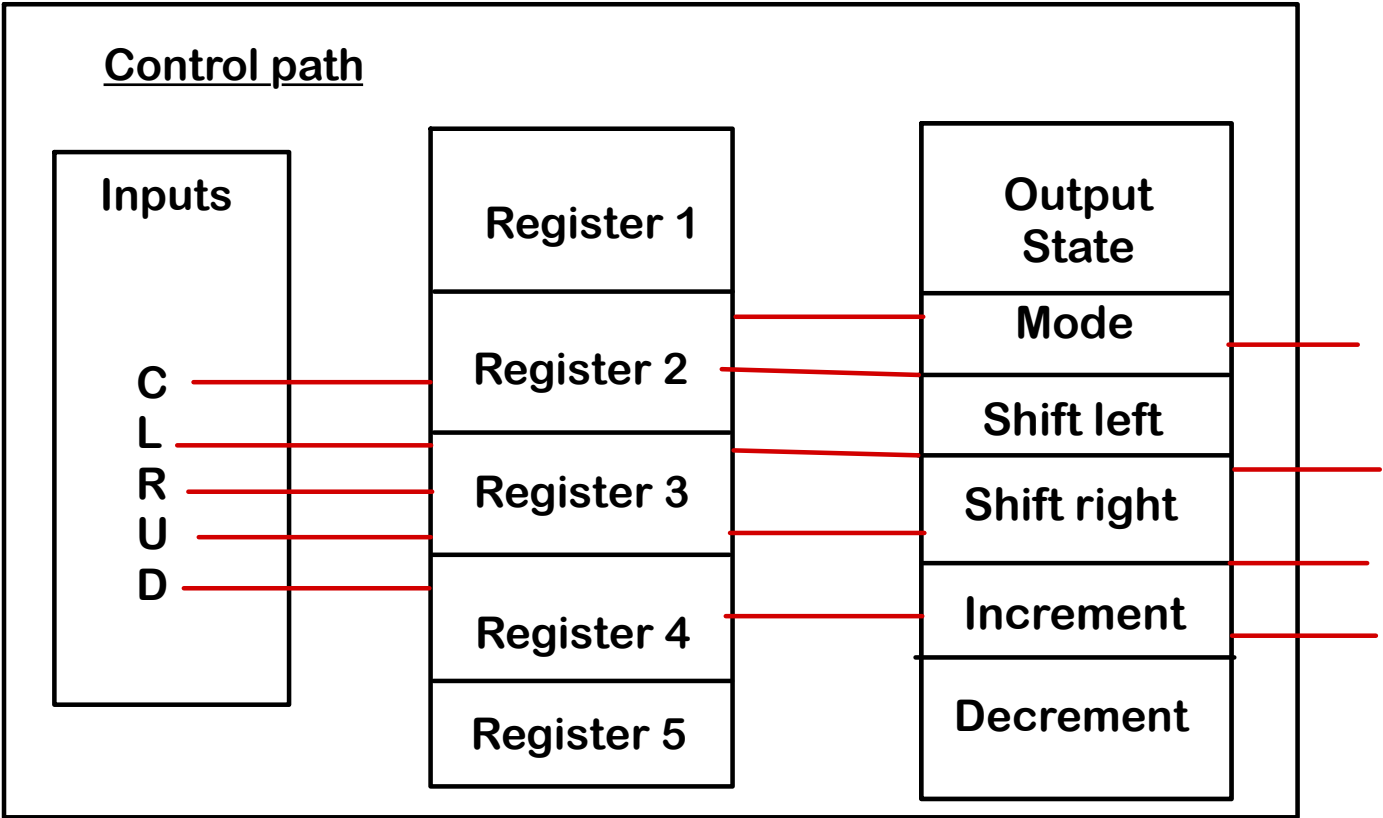 Control path
Inputs
C
L
R
U
D
Register 1
Register 2
Register 3
Register 4
Register 5
Output
State
Mode
Shift left
Shift right
Increment
Decrement